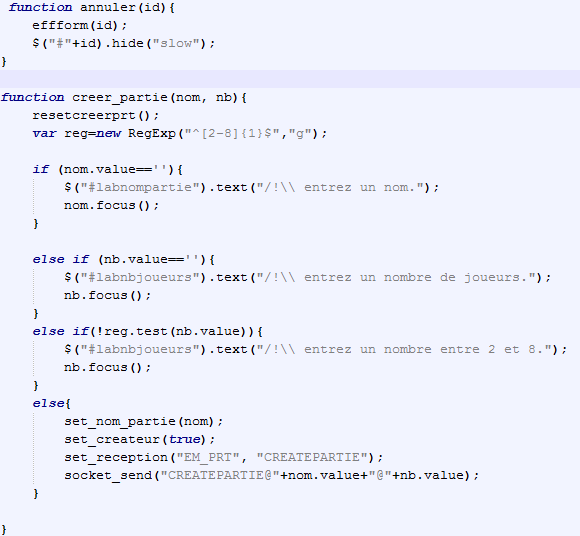 function annuler(id){
effform(id);
$("#"+id).hide("slow");
}
function creer_partie(nom, nb){
resetcreerprt();
var reg=new RegExp("^[2-8]{1}$","g");
if (nom.value==''){
$("#labnompartie").text("/!\\ entrez un nom.");
nom.focus();
}
else if (nb.value==''){
$("#labnbjoueurs").text("/!\\ entrez un nombre de joueurs.");
nb.focus();
}
else if(!reg.test(nb.value)){
$("#labnbjoueurs").text("/!\\ entrez un nombre entre 2 et 8.");
nb.focus();
}
else{
set_nom_partie(nom);
set_createur(true);
set_reception("EM_PRT", "CREATEPARTIE");
socket_send("CREATEPARTIE@"+nom.value+"@"+nb.value);
}
}